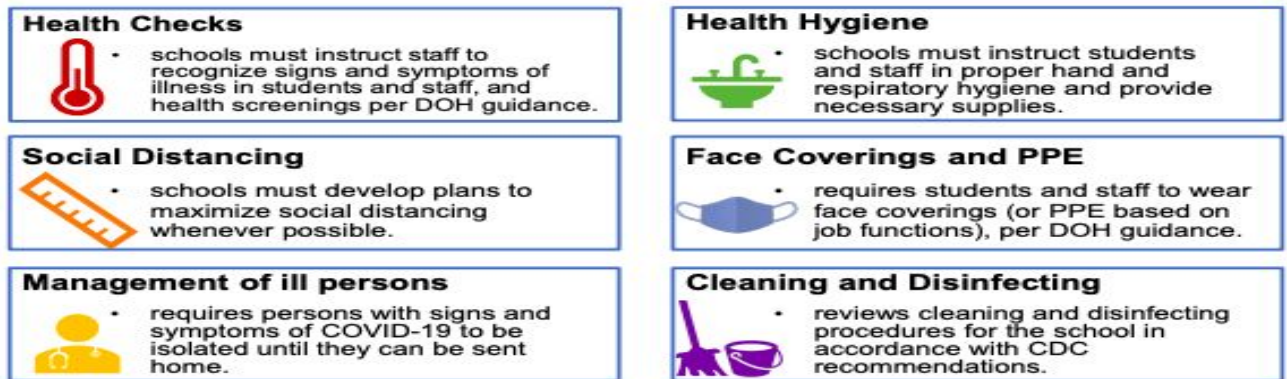 Health Checks
• schools must instruct staff to
recognize signs and symptoms of
illness in students and staff, and
health screenings per DOH guidance.
Health Hygiene
• schools must instruct students
and staff in proper hand and
respiratory hygiene and provide
necessary supplies.
Social Distancing
• schools must develop plans to
maximize social distancing
whenever possible.
Face Coverings and PPE
• requires students and staff to wear
face coverings (or PPE based on
job functions), per DOH guidance.
Management of ill persons
• requires persons with signs and
symptoms of COVID-19 to be
isolated until they can be sent
home.
Cleaning and Disinfecting
• reviews cleaning and disinfecting
procedures for the school in
accordance with CDC
recommendations.